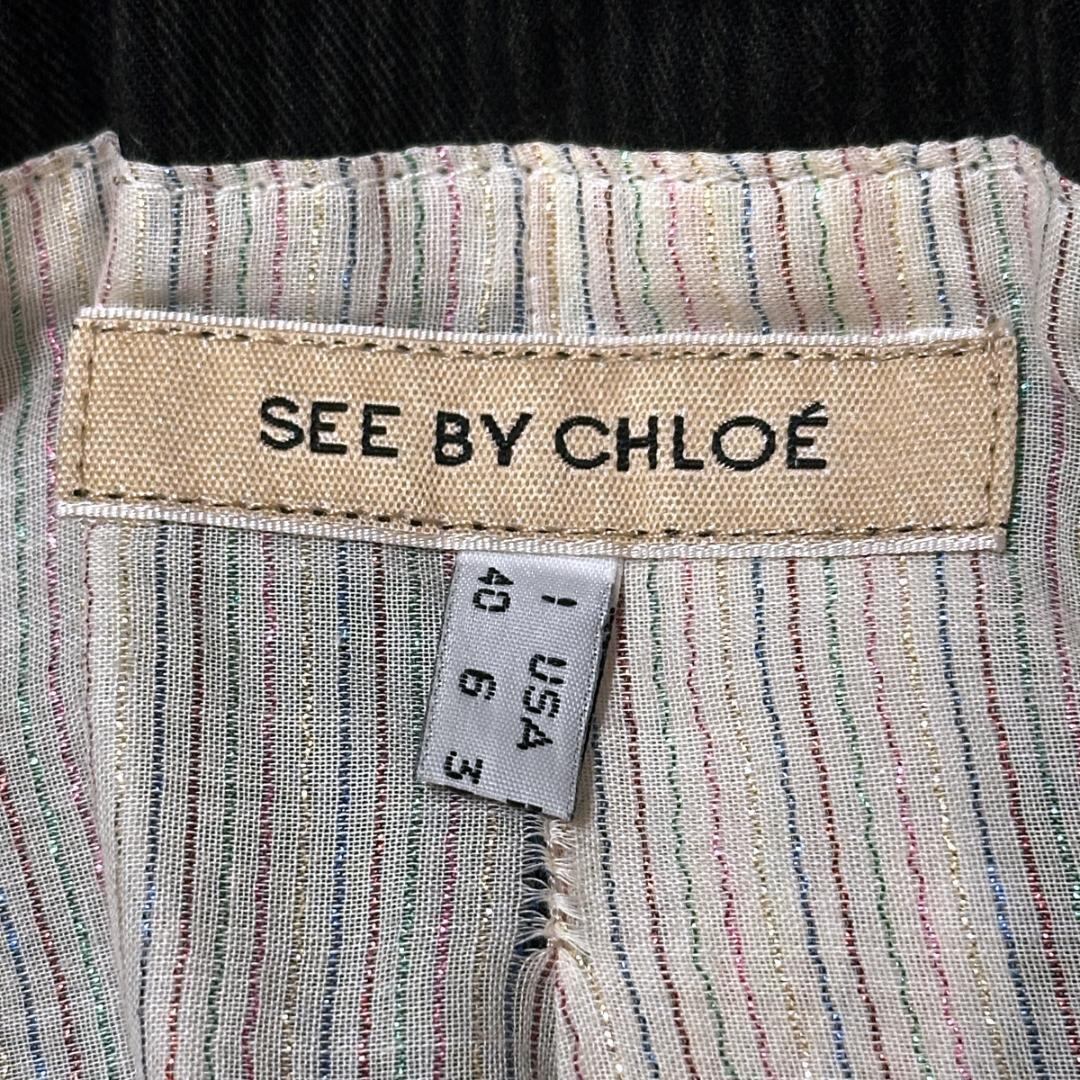 SEE BY CHLOÉ
I USA
40 6 3